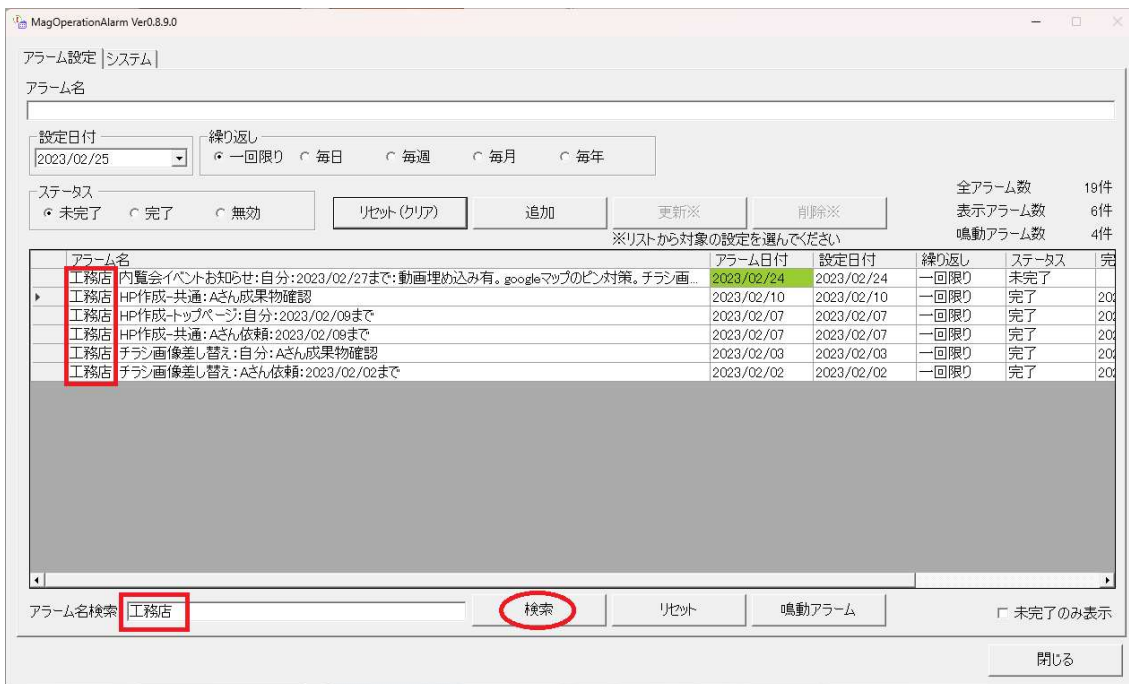 MagOperationAlarm Ver0.8.9.0
アラーム設定 システム
アラーム名
設定日付 繰り返し
2023/02/25 一回限り 毎日 毎週 毎月 毎年
ステータス
未完了 完了 無効 リセット(クリア) 追加 更新※ 削除※
※リストから対象の設定を選んでください
全アラーム数 19件
表示アラーム数 6件
鳴動アラーム数 4件
アラーム名 アラーム日付 設定日付 繰り返し ステータス 完
工務店 内覧会イベントお知らせ:自分:2023/02/27まで:動画埋め込み有。googleマップのピン対策。チラシ画... 2023/02/24 2023/02/24 一回限り 未完了
工務店 HP作成-共通:Aさん成果物確認 2023/02/10 2023/02/10 一回限り 完了 202
工務店 HP作成-トップページ:自分:2023/02/09まで 2023/02/07 2023/02/07 一回限り 完了 202
工務店 HP作成-共通:Aさん依頼:2023/02/09まで 2023/02/07 2023/02/07 一回限り 完了 202
工務店 チラシ画像差し替え:自分:Aさん成果物確認 2023/02/03 2023/02/03 一回限り 完了 202
工務店 チラシ画像差し替え:Aさん依頼:2023/02/02まで 2023/02/02 2023/02/02 一回限り 完了 202
アラーム名検索 工務店 検索 リセット 鳴動アラーム 未完了のみ表示
閉じる